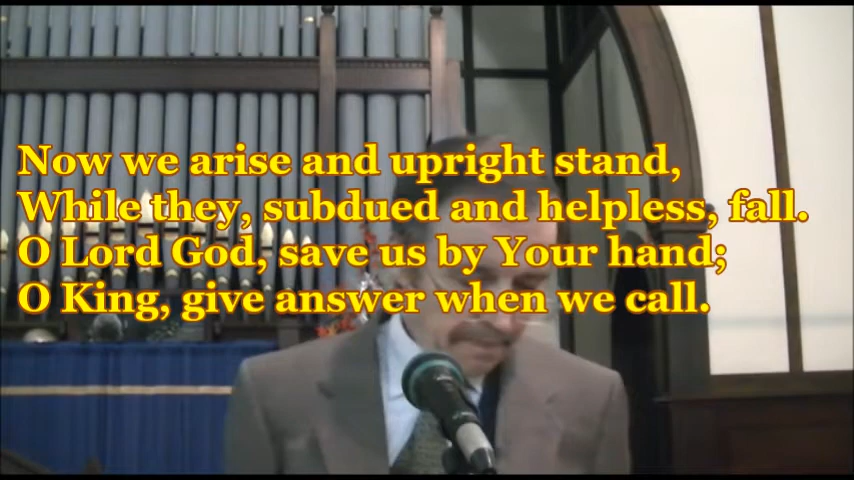 Now we arise and upright stand,
While they, subdued and helpless, fall.
O Lord God, save us by Your hand;
O King, give answer when we call.